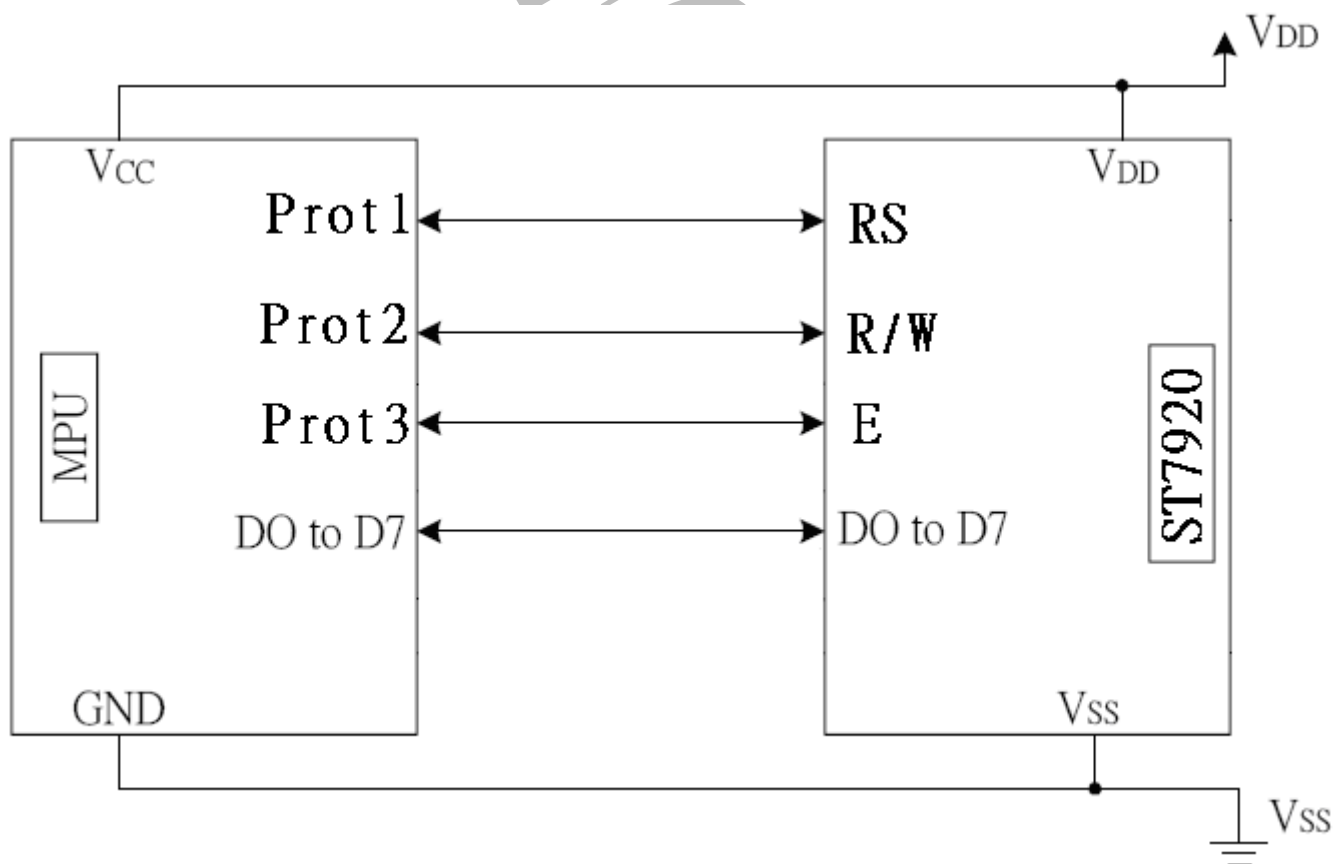 VDD
VCC
VDD
Prot1
RS
Prot2
R/W
Prot3
E
MPU
ST7920
DO to D7
DO to D7
GND
VSS
VSS